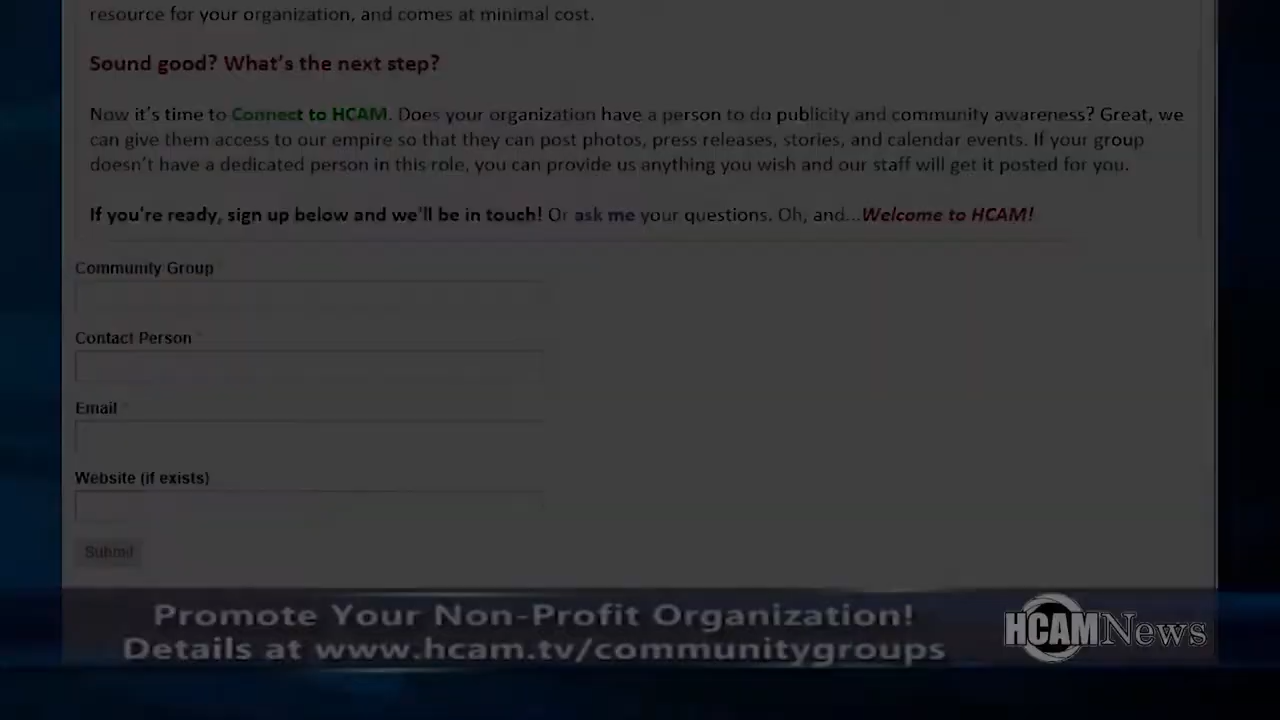 resource for your organization, and comes at minimal cost.
Sound good? What's the next step?
Now it's time to Connect to HCAM. Does your organization have a person to do publicity and community awareness? Great, we
can give them access to our empire so that they can post photos, press releases, stories, and calendar events. If your group
doesn't have a dedicated person in this role, you can provide us anything you wish and our staff will get it posted for you.
If you're ready, sign up below and we'll be in touch! Or ask me your questions. Oh, and...Welcome to HCAM!
Community Group *
Contact Person *
Email *
Website (if exists)
Submit
Promote Your Non-Profit Organization!
Details at www.hcam.tv/communitygroups
HCAMNews